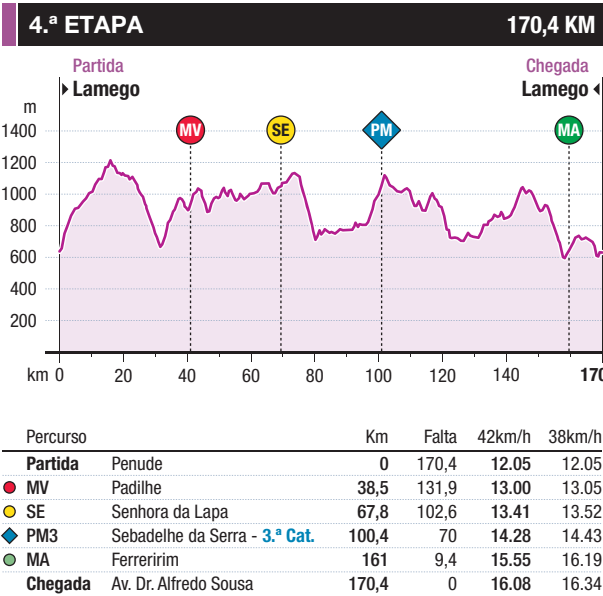 4.ª ETAPA 170,4 KM
Partida Chegada
Lamego Lamego
m
1400
MV SE PM MA
1200
1000
800
600
400
200
km 0 20 40 60 80 100 120 140 170
Percurso Km Falta 42km/h 38km/h
Partida Penude 0 170,4 12.05 12.05
MV Padilhe 38,5 131,9 13.00 13.05
SE Senhora da Lapa 67,8 102,6 13.41 13.52
PM3 Sebadelhe da Serra - 3.ª Cat. 100,4 70 14.28 14.43
MA Ferreririm 161 9,4 15.55 16.19
Chegada Av. Dr. Alfredo Sousa 170,4 0 16.08 16.34